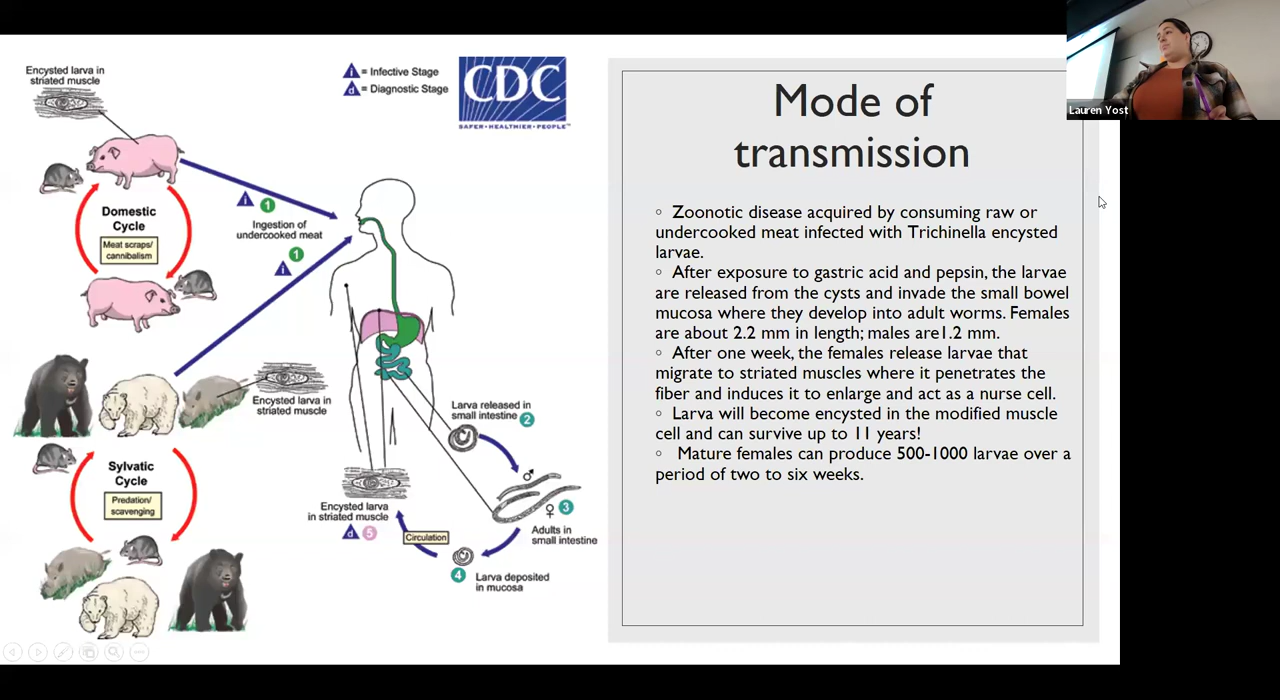 Encysted larva in
striated muscle
i = Infective Stage
d = Diagnostic Stage
CDC
SAFER • HEALTHIER • PEOPLE™
i 1
Ingestion of
undercooked meat
1
i
Domestic
Cycle
Meat scraps/
cannibalism
Encysted larva in
striated muscle
Sylvatic
Cycle
Predation/
scavenging
Larva released in
small intestine 2
♂
♀ 3
Adults in
small intestine
4 Larva deposited
in mucosa
Circulation
Encysted larva
in striated muscle
d 5
Mode of
transmission
◦ Zoonotic disease acquired by consuming raw or
undercooked meat infected with Trichinella encysted
larvae.
◦ After exposure to gastric acid and pepsin, the larvae
are released from the cysts and invade the small bowel
mucosa where they develop into adult worms. Females
are about 2.2 mm in length; males are1.2 mm.
◦ After one week, the females release larvae that
migrate to striated muscles where it penetrates the
fiber and induces it to enlarge and act as a nurse cell.
◦ Larva will become encysted in the modified muscle
cell and can survive up to 11 years!
◦ Mature females can produce 500-1000 larvae over a
period of two to six weeks.
Lauren Yost